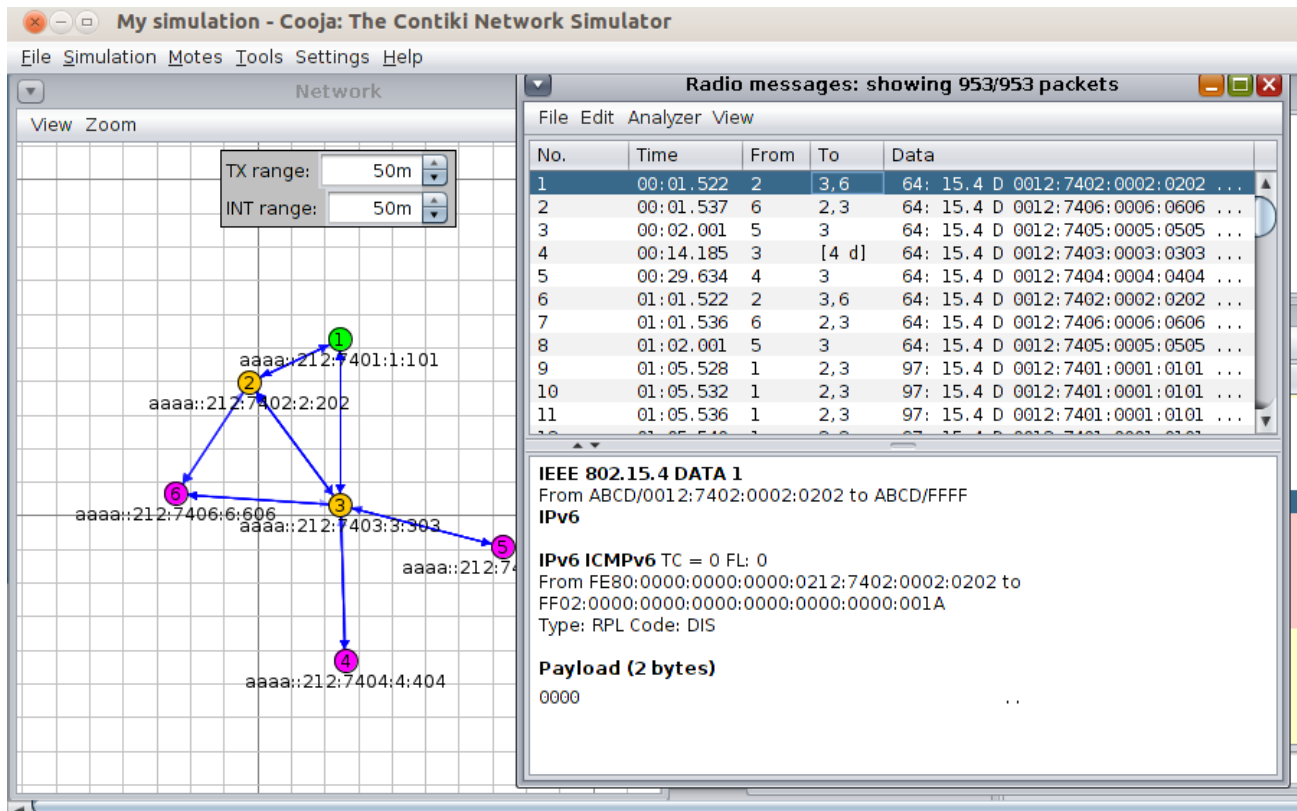 My simulation - Cooja: The Contiki Network Simulator
File Simulation Motes Tools Settings Help
Network
View Zoom
TX range: 50m
INT range: 50m
1
aaaa::212:7401:1:101
2
aaaa::212:7402:2:202
6
aaaa::212:7406:6:606
3
aaaa::212:7403:3:303
5
aaaa::212:74
4
aaaa::212:7404:4:404
Radio messages: showing 953/953 packets
File Edit Analyzer View
No. Time From To Data
1 00:01.522 2 3,6 64: 15.4 D 0012:7402:0002:0202 ...
2 00:01.537 6 2,3 64: 15.4 D 0012:7406:0006:0606 ...
3 00:02.001 5 3 64: 15.4 D 0012:7405:0005:0505 ...
4 00:14.185 3 [4 d] 64: 15.4 D 0012:7403:0003:0303 ...
5 00:29.634 4 3 64: 15.4 D 0012:7404:0004:0404 ...
6 01:01.522 2 3,6 64: 15.4 D 0012:7402:0002:0202 ...
7 01:01.536 6 2,3 64: 15.4 D 0012:7406:0006:0606 ...
8 01:02.001 5 3 64: 15.4 D 0012:7405:0005:0505 ...
9 01:05.528 1 2,3 97: 15.4 D 0012:7401:0001:0101 ...
10 01:05.532 1 2,3 97: 15.4 D 0012:7401:0001:0101 ...
11 01:05.536 1 2,3 97: 15.4 D 0012:7401:0001:0101 ...
IEEE 802.15.4 DATA 1
From ABCD/0012:7402:0002:0202 to ABCD/FFFF
IPv6
IPv6 ICMPv6 TC = 0 FL: 0
From FE80:0000:0000:0000:0212:7402:0002:0202 to
FF02:0000:0000:0000:0000:0000:0000:001A
Type: RPL Code: DIS
Payload (2 bytes)
0000 ..